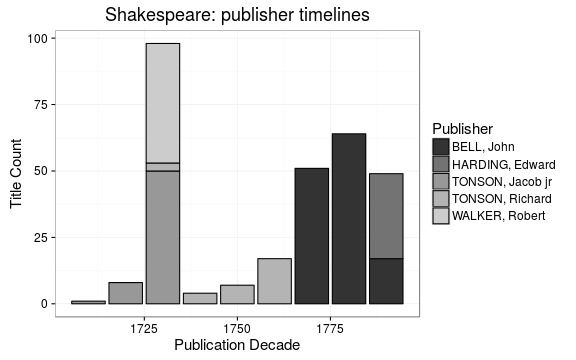 Shakespeare: publisher timelines
100
75
50
25
0
Title Count
1725
1750
1775
Publication Decade
Publisher
BELL, John
HARDING, Edward
TONSON, Jacob jr
TONSON, Richard
WALKER, Robert